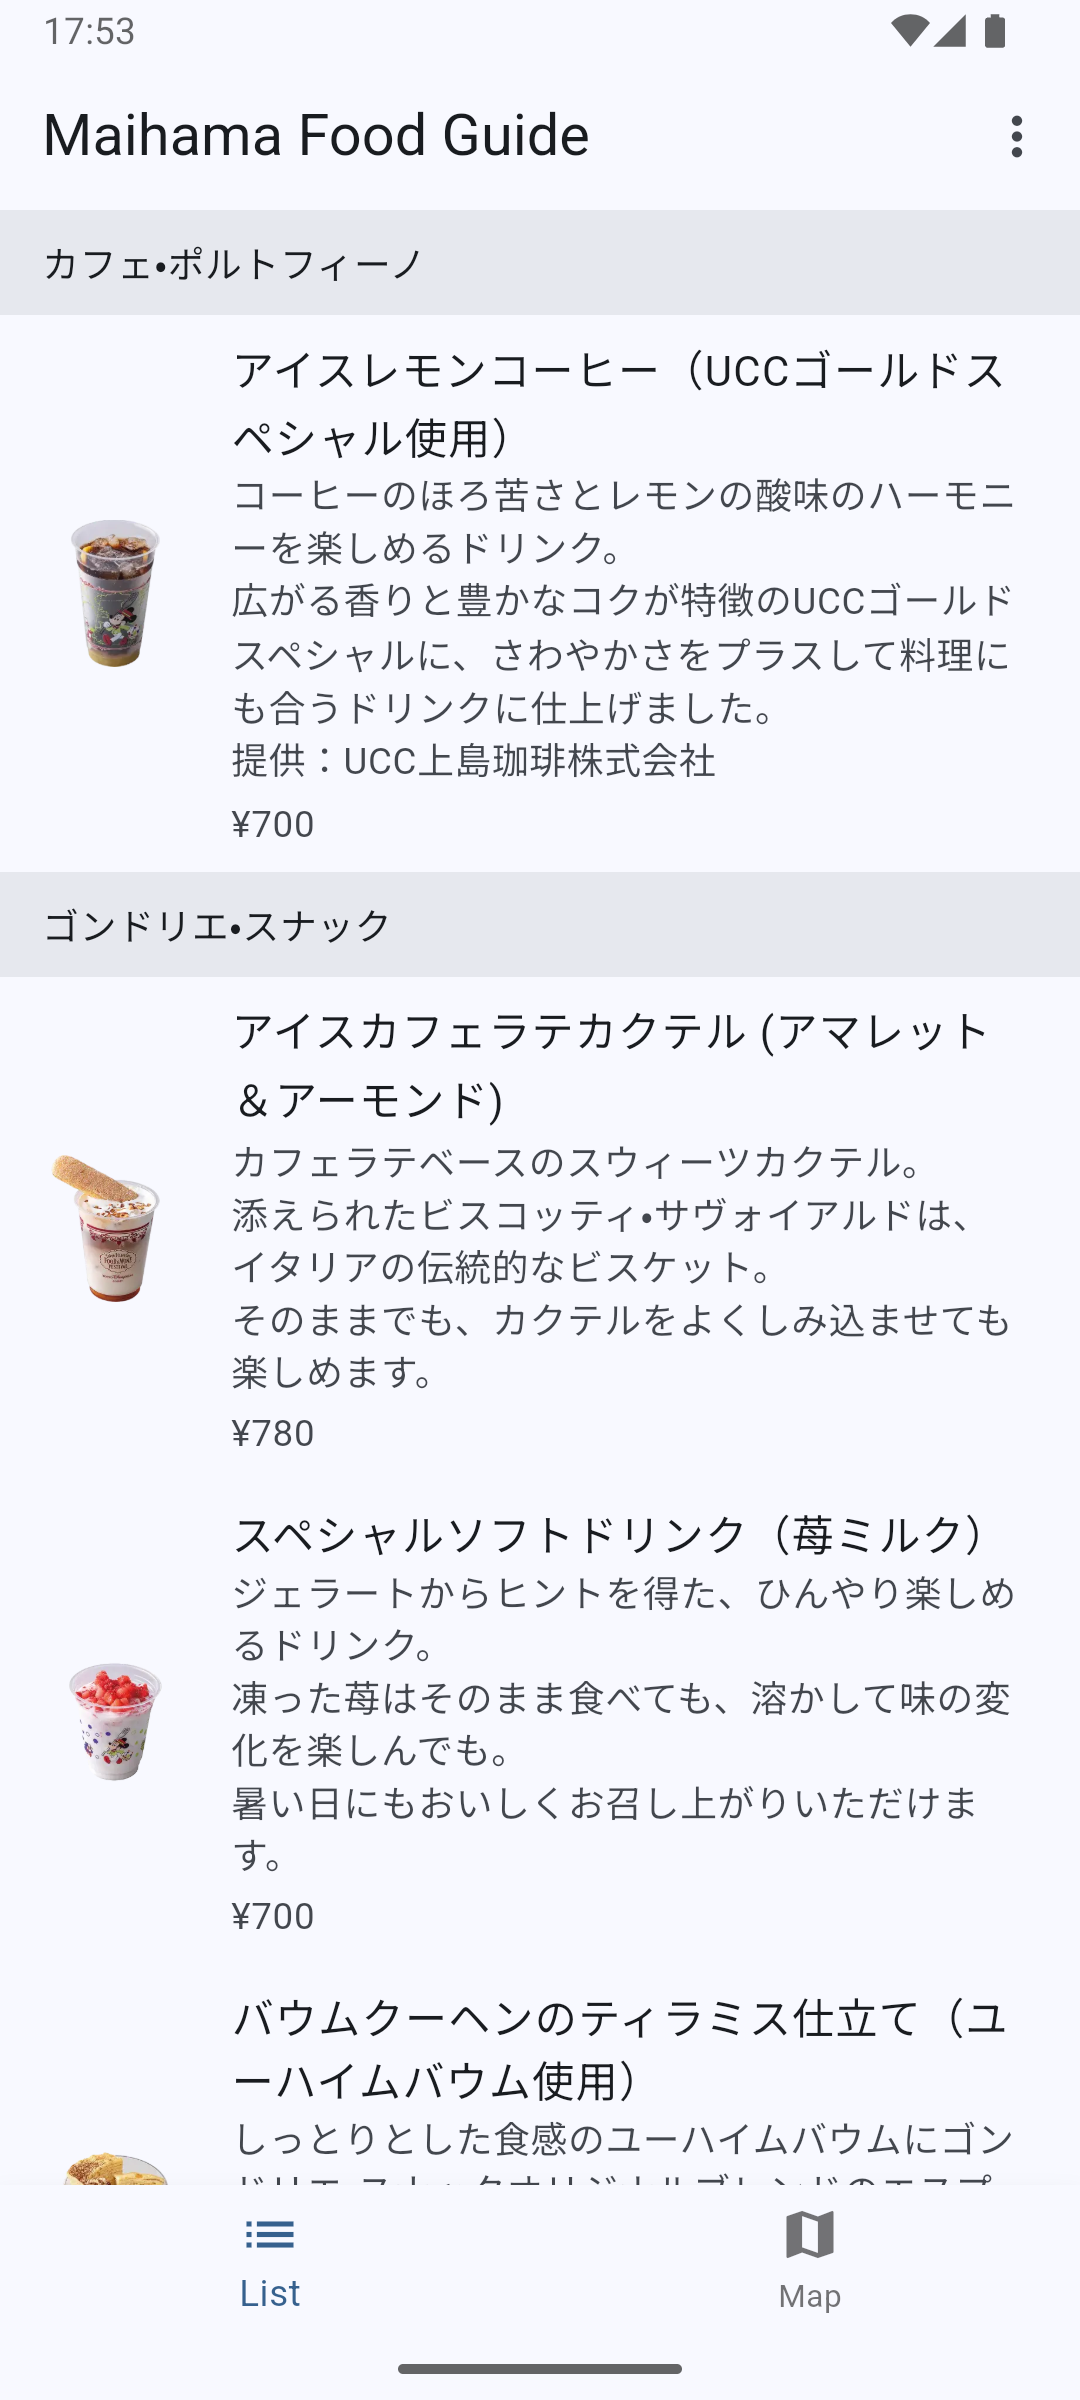 17:53
Maihama Food Guide
カフェ•ポルトフィーノ
アイスレモンコーヒー（UCCゴールドス
ペシャル使用）
コーヒーのほろ苦さとレモンの酸味のハーモニ
ーを楽しめるドリンク。
広がる香りと豊かなコクが特徴のUCCゴールド
スペシャルに、さわやかさをプラスして料理に
も合うドリンクに仕上げました。
提供：UCC上島珈琲株式会社
¥700
ゴンドリエ•スナック
アイスカフェラテカクテル (アマレット
＆アーモンド)
カフェラテベースのスウィーツカクテル。
添えられたビスコッティ•サヴォイアルドは、
イタリアの伝統的なビスケット。
そのままでも、カクテルをよくしみ込ませても
楽しめます。
¥780
スペシャルソフトドリンク（苺ミルク）
ジェラートからヒントを得た、ひんやり楽しめ
るドリンク。
凍った苺はそのまま食べても、溶かして味の変
化を楽しんでも。
暑い日にもおいしくお召し上がりいただけま
す。
¥700
バウムクーヘンのティラミス仕立て（ユ
ーハイムバウム使用）
しっとりとした食感のユーハイムバウムにゴン
ドリエ•スナックオリジナルブレンドのエスプ
List
Map